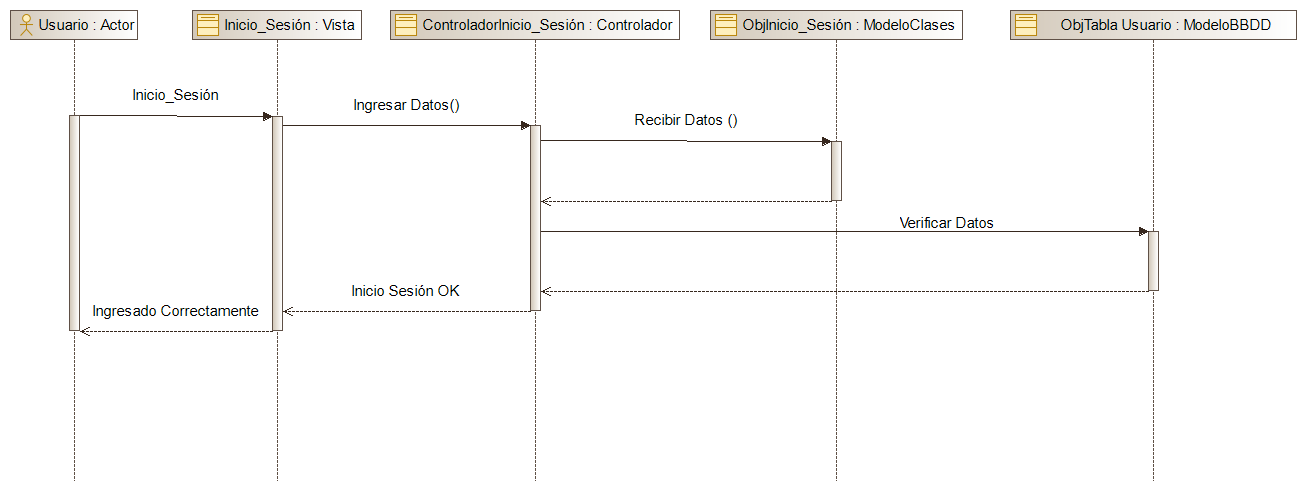 Usuario : Actor
Inicio_Sesión : Vista
ControladorInicio_Sesión : Controlador
ObjInicio_Sesión : ModeloClases
ObjTabla Usuario : ModeloBBDD
Inicio_Sesión
Ingresar Datos()
Recibir Datos ()
Verificar Datos
Inicio Sesión OK
Ingresado Correctamente